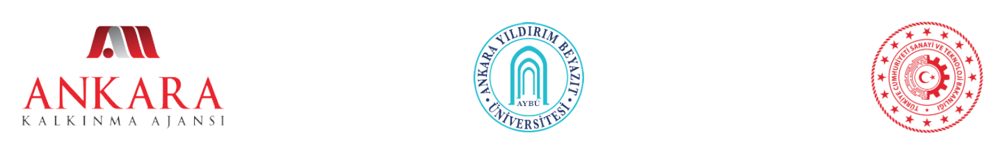 ANKARA
KALKINMA AJANSI
ANKARA YILDIRIM BEYAZIT
ÜNİVERSİTESİ
AYBÜ
TÜRKİYE CUMHURİYETİ SANAYİ VE TEKNOLOJİ BAKANLIĞI